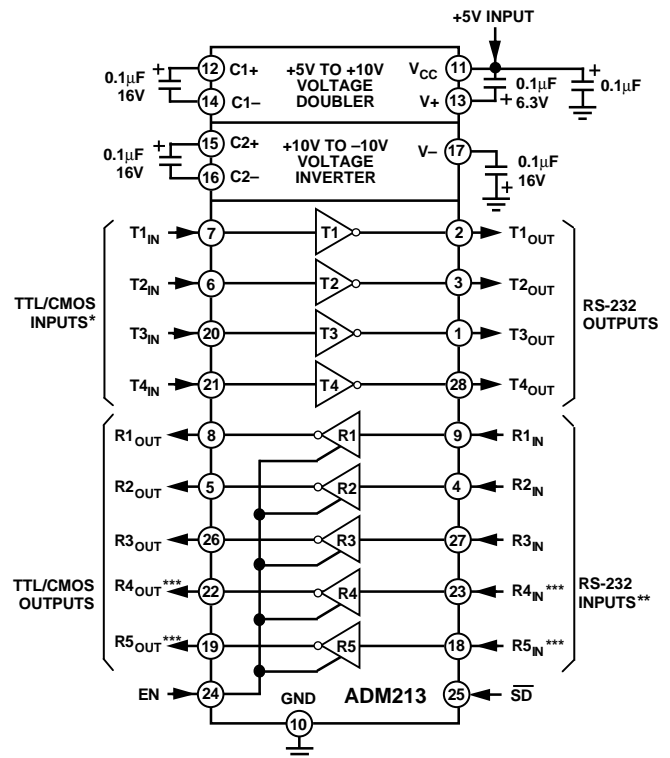 +5V INPUT
0.1μF
16V
+
12
C1+
14
C1–
+5V TO +10V
VOLTAGE
DOUBLER
VCC
11
V+
13
0.1μF
6.3V
+
+
0.1μF
0.1μF
16V
+
15
C2+
16
C2–
+10V TO –10V
VOLTAGE
INVERTER
V–
17
0.1μF
16V
+
TTL/CMOS
INPUTS*
T1IN
7
T1
2
T1OUT
T2IN
6
T2
3
T2OUT
T3IN
20
T3
1
T3OUT
T4IN
21
T4
28
T4OUT
RS-232
OUTPUTS
TTL/CMOS
OUTPUTS
R1OUT
8
R1
9
R1IN
R2OUT
5
R2
4
R2IN
R3OUT
26
R3
27
R3IN
R4OUT***
22
R4
23
R4IN***
R5OUT***
19
R5
18
R5IN***
RS-232
INPUTS**
EN
24
GND
10
ADM213
25
SD